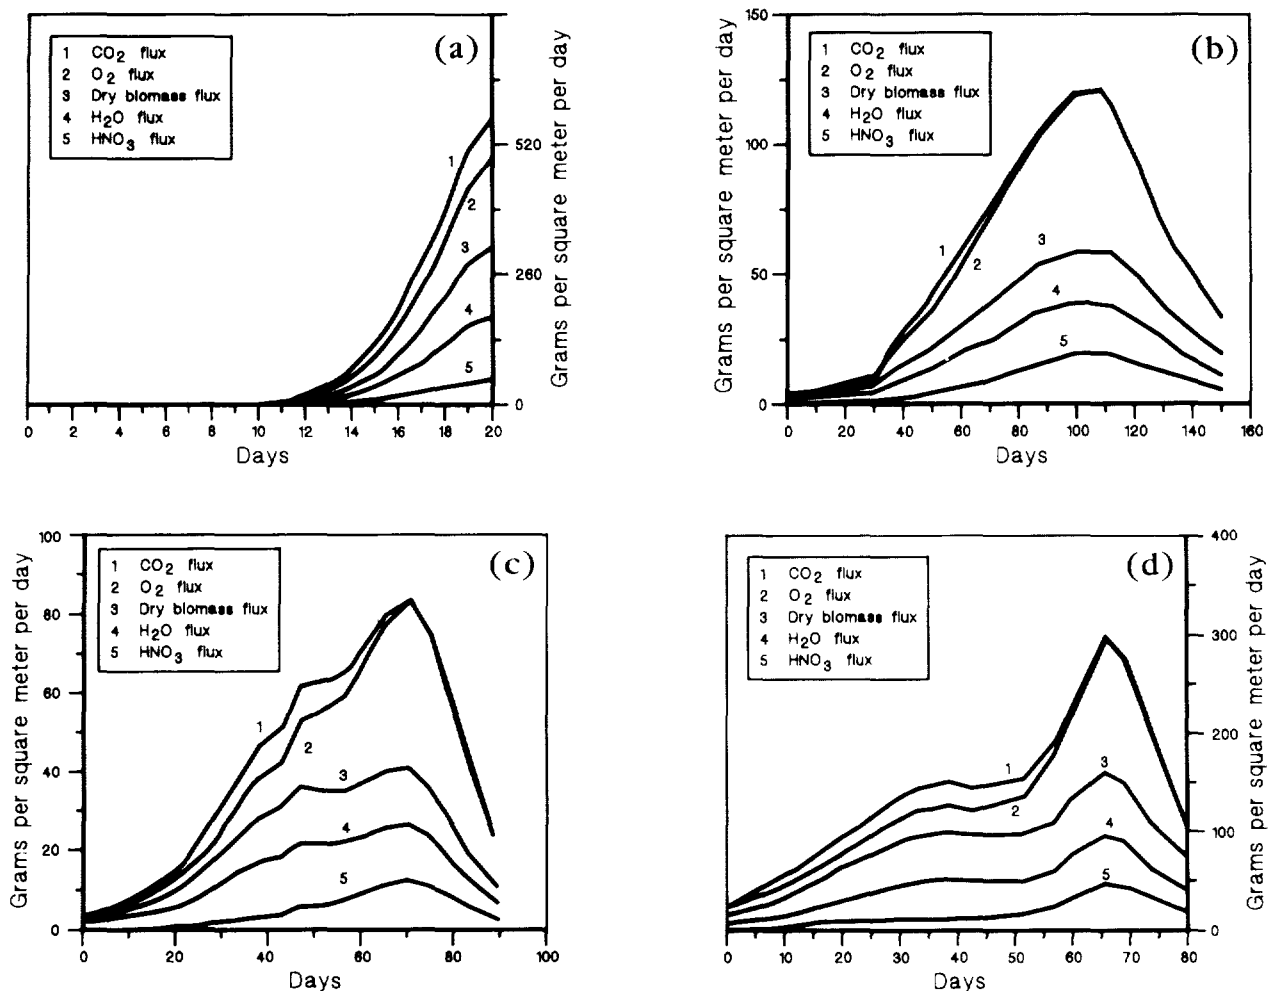 (a)
1 CO2 flux
2 O2 flux
3 Dry biomass flux
4 H2O flux
5 HNO3 flux
1
2
3
4
5
520
260
0
Grams per square meter per day
0 2 4 6 8 10 12 14 16 18 20
Days
(b)
1 CO2 flux
2 O2 flux
3 Dry biomass flux
4 H2O flux
5 HNO3 flux
150
100
50
0
Grams per square meter per day
1
2
3
4
5
0 20 40 60 80 100 120 140 160
Days
(c)
1 CO2 flux
2 O2 flux
3 Dry biomass flux
4 H2O flux
5 HNO3 flux
100
80
60
40
20
0
Grams per square meter per day
1
2
3
4
5
0 20 40 60 80 100
Days
(d)
1 CO2 flux
2 O2 flux
3 Dry biomass flux
4 H2O flux
5 HNO3 flux
400
300
200
100
0
Grams per square meter per day
1
2
3
4
5
0 10 20 30 40 50 60 70 80
Days